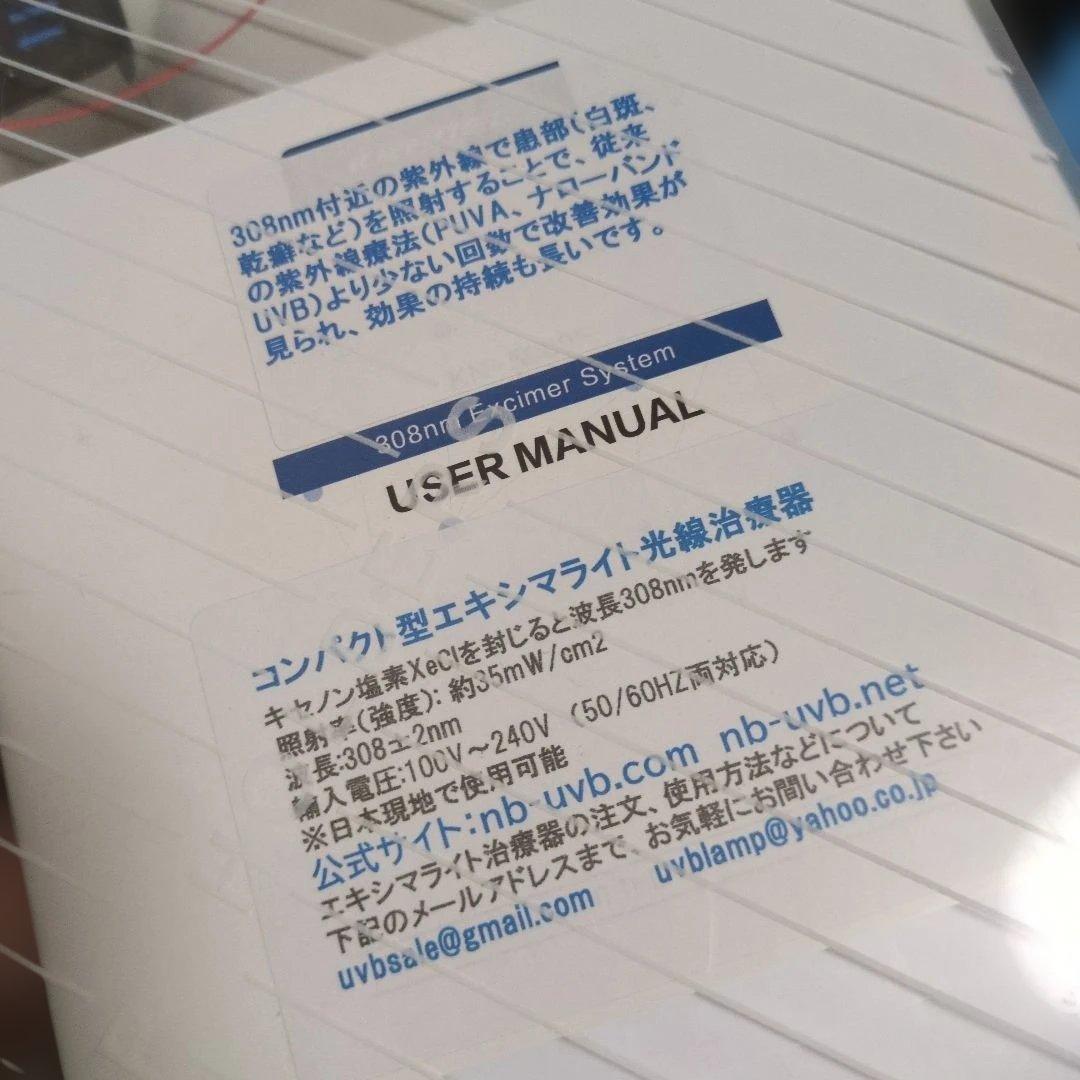 308nm付近の紫外線で患部(白斑、
乾癬など)を照射することで、従来
の紫外線療法(PUVA、ナローバンド
UVB)より少ない回数で改善効果が
見られ、効果の持続も長いです。
308nm Excimer System
USER MANUAL
コンパクト型エキシマライト光線治療器
キセノン塩素XeClを封じると波長308nmを発します
照射率(強度): 約35mW/cm2
波長:308±2nm
輸入電圧:100V～240V (50/60HZ両対応)
※日本現地で使用可能
公式サイト:nb-uvb.com nb-uvb.net
エキシマライト治療器の注文、使用方法などについて
下記のメールアドレスまで、お気軽にお問い合わせ下さい
uvbsale@gmail.com uvblamp@yahoo.co.jp